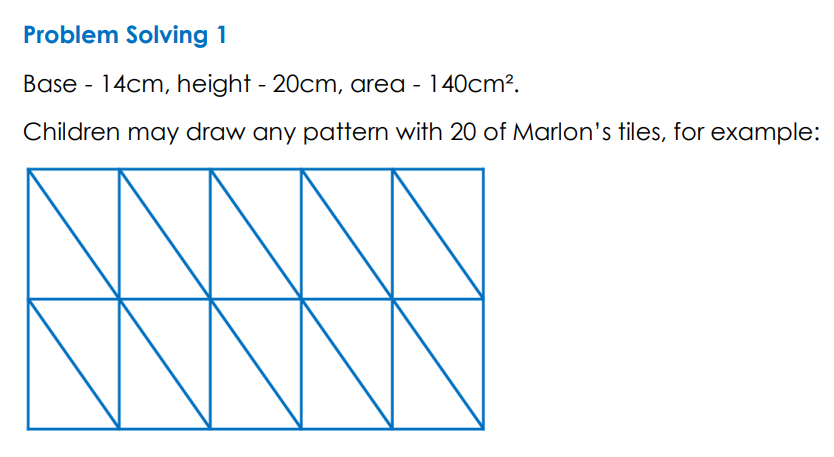 Problem Solving 1
Base - 14cm, height - 20cm, area - 140cm².
Children may draw any pattern with 20 of Marlon’s tiles, for example: